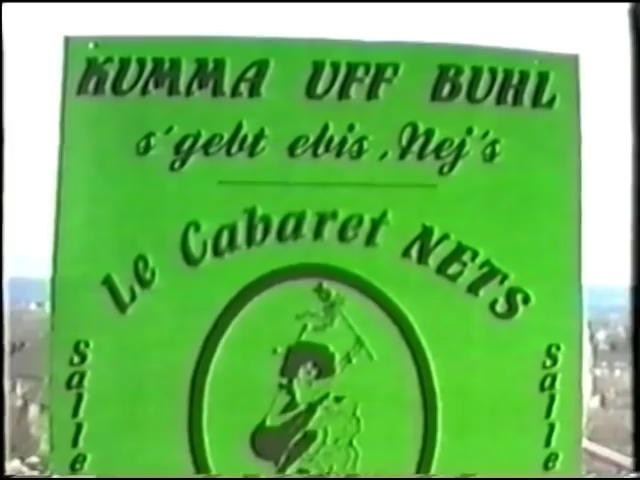 KUMMA UFF BUHL
s'gebt ebis, Nej's
Le Cabaret NETS
Salle
Salle